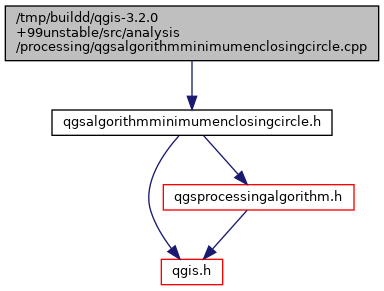 /tmp/buildd/qgis-3.2.0
+99unstable/src/analysis
/processing/qgsalgorithmminimumenclosingcircle.cpp
qgsalgorithmminimumenclosingcircle.h
qgsprocessingalgorithm.h
qgis.h